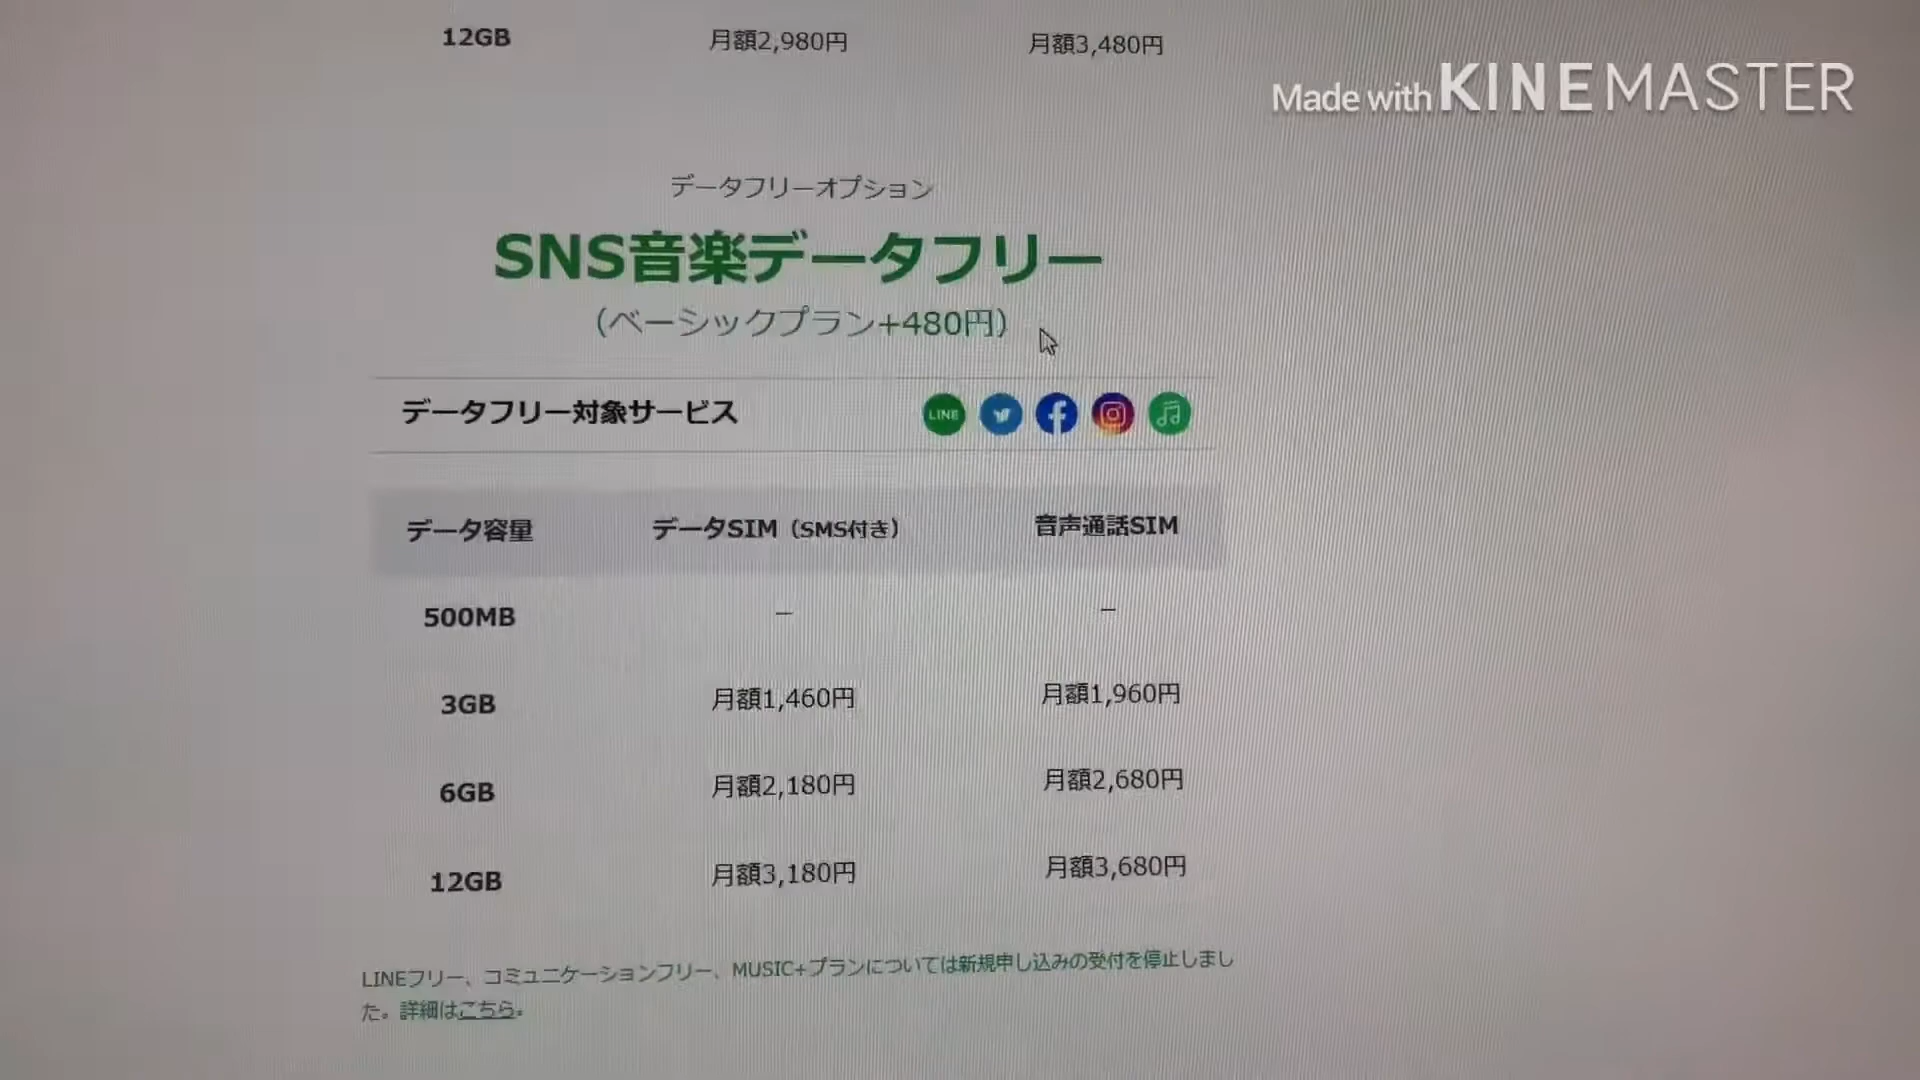 12GB 月額2,980円 月額3,480円
Made with KINEMASTER
データフリーオプション
SNS音楽データフリー
（ベーシックプラン+480円）
データフリー対象サービス LINE
データ容量 データSIM（SMS付き） 音声通話SIM
500MB – –
3GB 月額1,460円 月額1,960円
6GB 月額2,180円 月額2,680円
12GB 月額3,180円 月額3,680円
LINEフリー、コミュニケーションフリー、MUSIC+プランについては新規申し込みの受付を停止しまし
た。詳細はこちら。